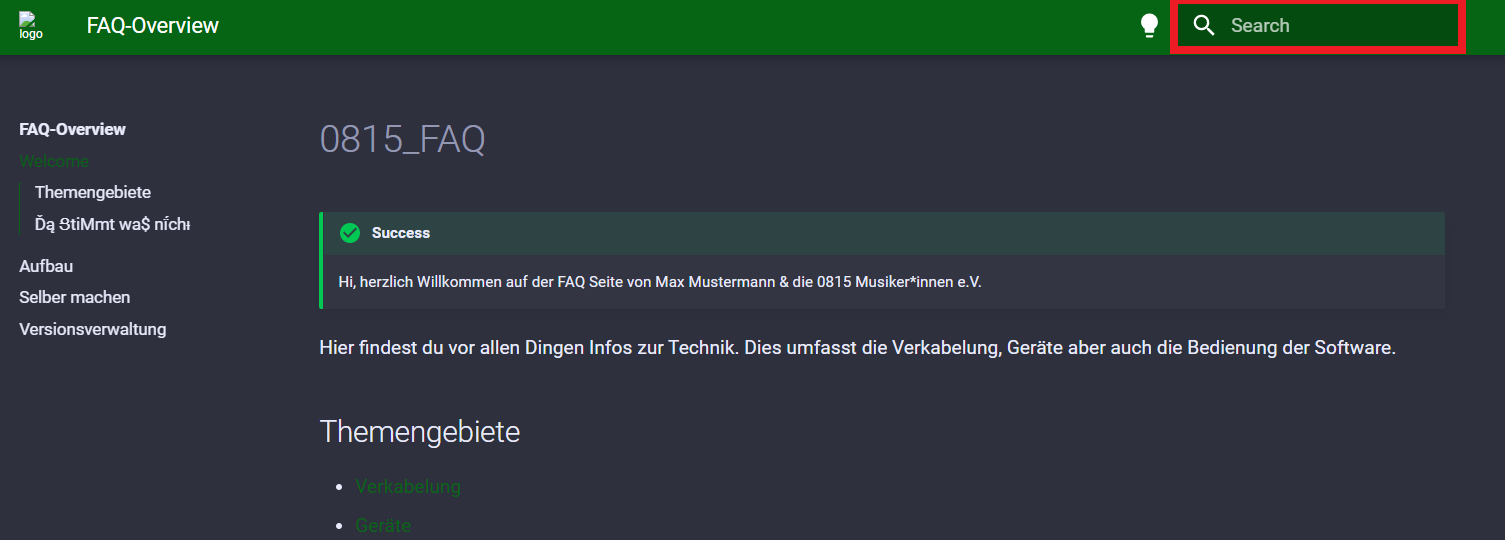 logo
FAQ-Overview
Search
FAQ-Overview
Welcome
Themengebiete
Ďą ՑtiMmt wa$ nḯchƚ
Aufbau
Selber machen
Versionsverwaltung
0815_FAQ
Success
Hi, herzlich Willkommen auf der FAQ Seite von Max Mustermann & die 0815 Musiker*innen e.V.
Hier findest du vor allen Dingen Infos zur Technik. Dies umfasst die Verkabelung, Geräte aber auch die Bedienung der Software.
Themengebiete
Verkabelung
Geräte